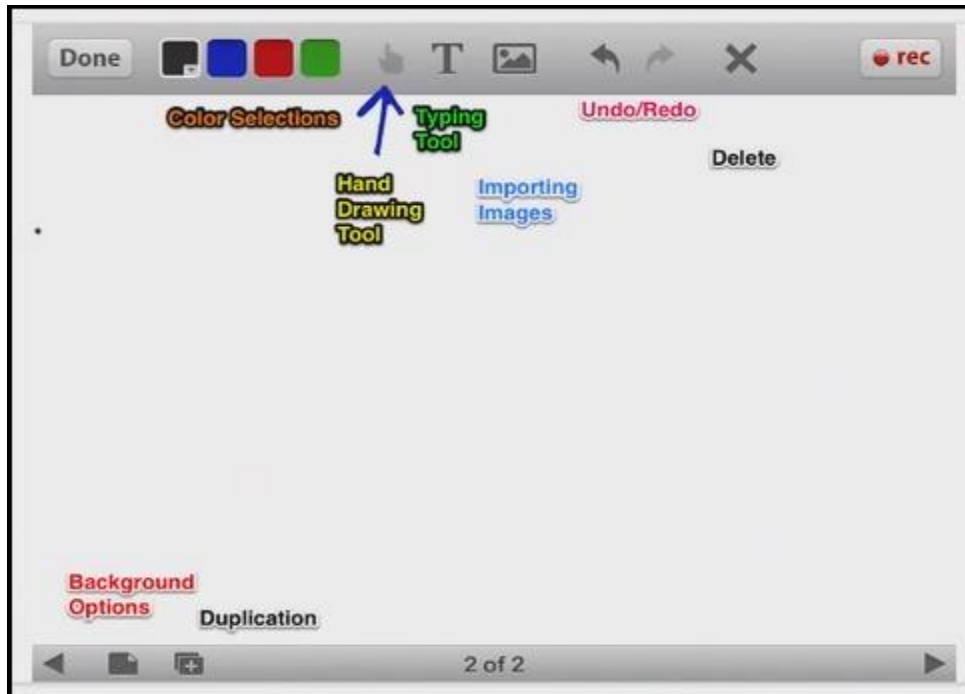 Done T rec
Color Selections
Typing
Tool
Undo/Redo
Delete
Hand
Drawing
Tool
Importing
Images
Background
Options
Duplication
2 of 2